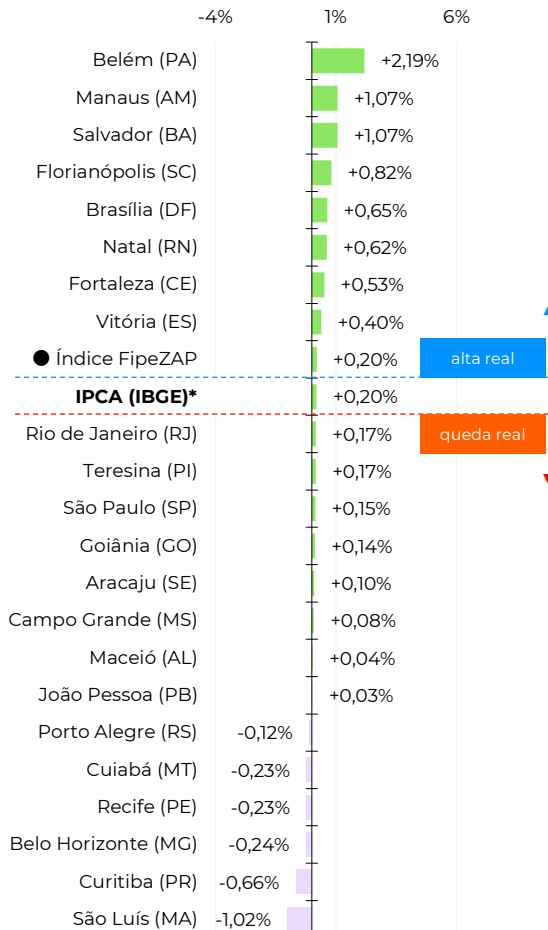 -4% 1% 6%
Belém (PA) +2,19%
Manaus (AM) +1,07%
Salvador (BA) +1,07%
Florianópolis (SC) +0,82%
Brasília (DF) +0,65%
Natal (RN) +0,62%
Fortaleza (CE) +0,53%
Vitória (ES) +0,40%
Índice FipeZAP +0,20% alta real
IPCA (IBGE)* +0,20%
Rio de Janeiro (RJ) +0,17% queda real
Teresina (PI) +0,17%
São Paulo (SP) +0,15%
Goiânia (GO) +0,14%
Aracaju (SE) +0,10%
Campo Grande (MS) +0,08%
Maceió (AL) +0,04%
João Pessoa (PB) +0,03%
Porto Alegre (RS) -0,12%
Cuiabá (MT) -0,23%
Recife (PE) -0,23%
Belo Horizonte (MG) -0,24%
Curitiba (PR) -0,66%
São Luís (MA) -1,02%